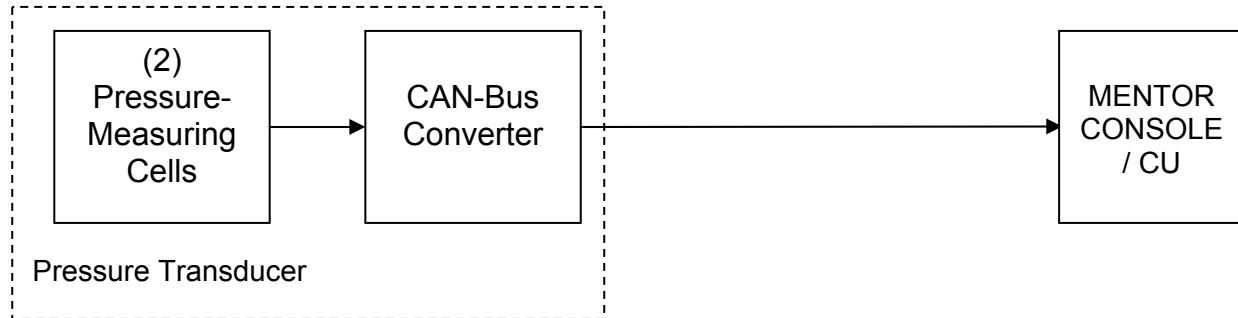 (2)
Pressure-
Measuring
Cells
CAN-Bus
Converter
MENTOR
CONSOLE
/ CU
Pressure Transducer